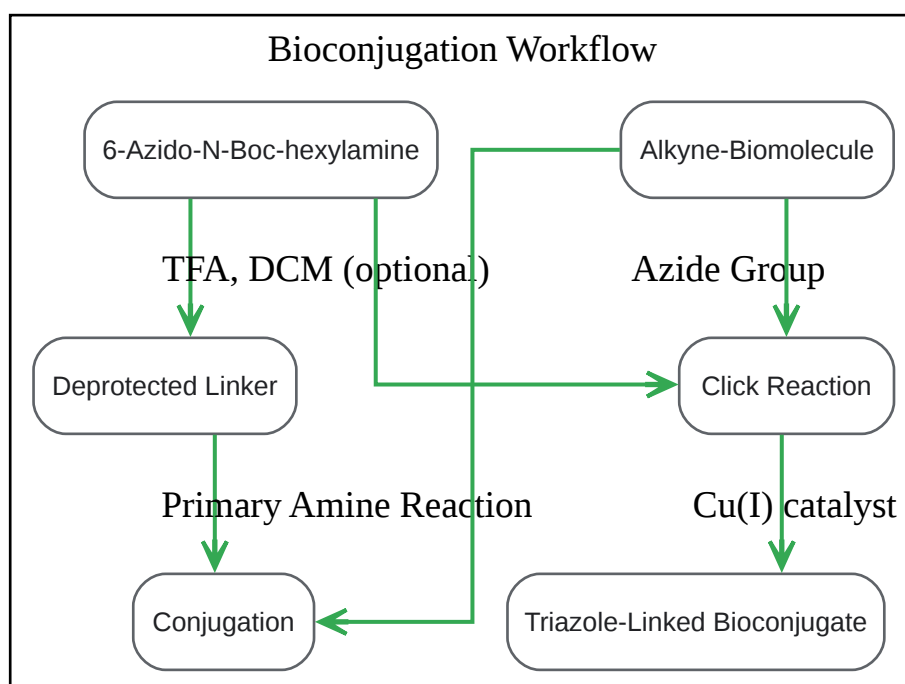 Bioconjugation Workflow
6-Azido-N-Boc-hexylamine
Alkyne-Biomolecule
TFA, DCM (optional)
Azide Group
Deprotected Linker
Click Reaction
Primary Amine Reaction
Cu(I) catalyst
Conjugation
Triazole-Linked Bioconjugate